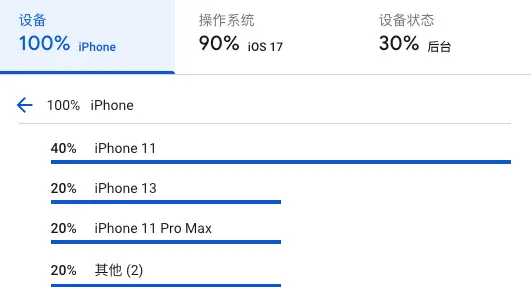 设备 操作系统 设备状态
100% iPhone 90% iOS 17 30% 后台
100% iPhone
40% iPhone 11
20% iPhone 13
20% iPhone 11 Pro Max
20% 其他 (2)